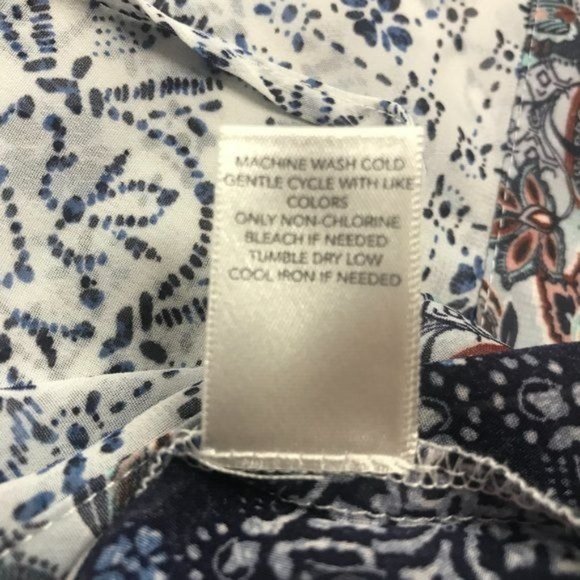 MACHINE WASH COLD
GENTLE CYCLE WITH LIKE
COLORS
ONLY NON-CHLORINE
BLEACH IF NEEDED
TUMBLE DRY LOW
COOL IRON IF NEEDED